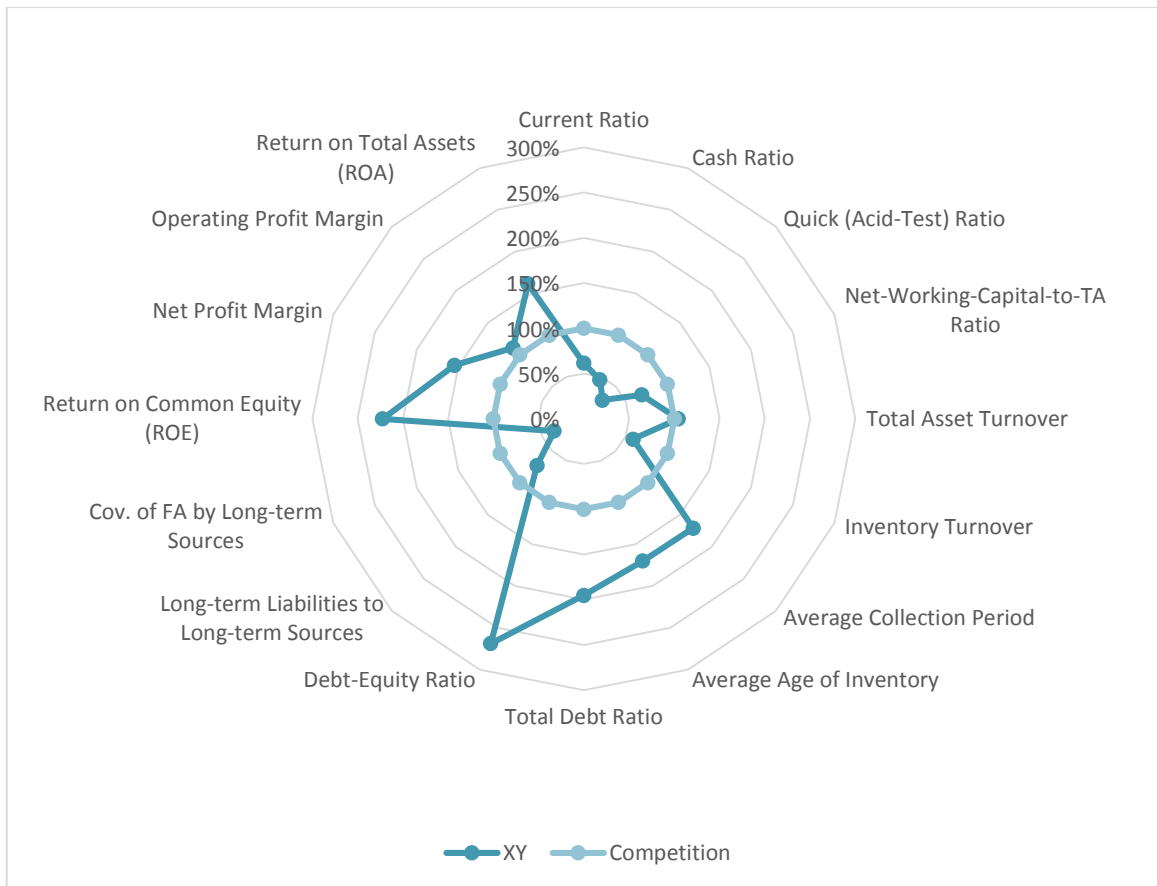 Current Ratio
Cash Ratio
Quick (Acid-Test) Ratio
Net-Working-Capital-to-TA
Ratio
Total Asset Turnover
Inventory Turnover
Average Collection Period
Average Age of Inventory
Total Debt Ratio
Debt-Equity Ratio
Long-term Liabilities to
Long-term Sources
Cov. of FA by Long-term
Sources
Return on Common Equity
(ROE)
Net Profit Margin
Operating Profit Margin
Return on Total Assets
(ROA)
300%
250%
200%
150%
100%
50%
0%
XY
Competition